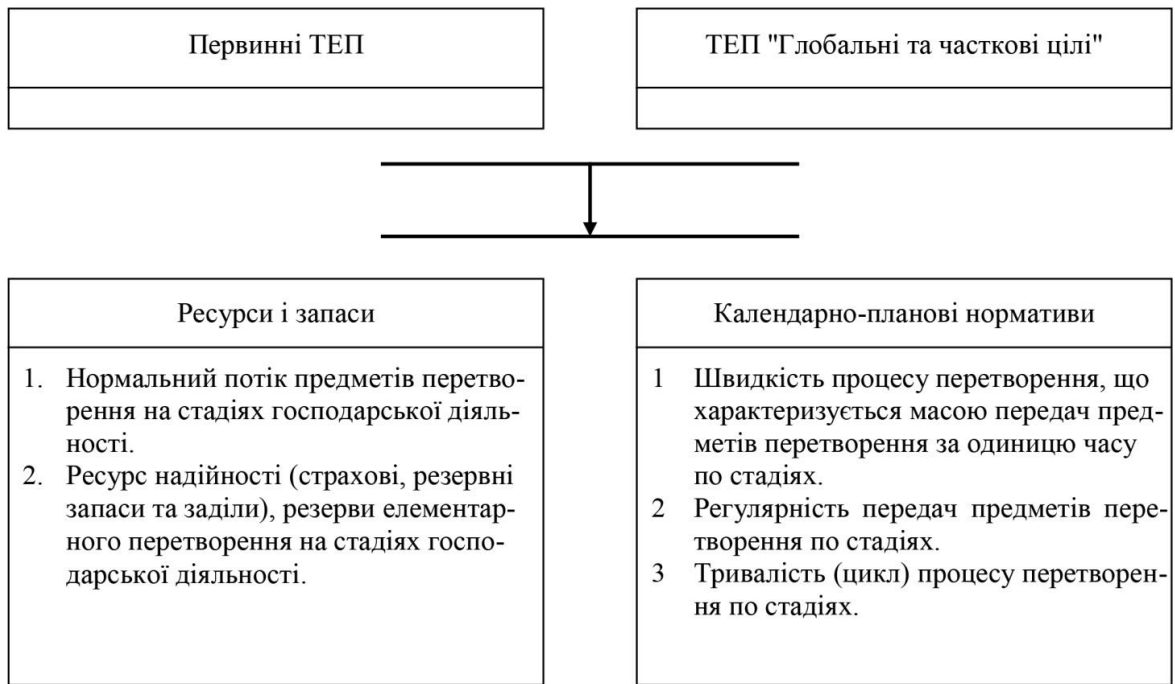 Первинні ТЕП
ТЕП "Глобальні та часткові цілі"
Ресурси і запаси
1. Нормальний потік предметів перетво-
рення на стадіях господарської діяль-
ності.
2. Ресурс надійності (страхові, резервні
запаси та заділи), резерви елементар-
ного перетворення на стадіях госпо-
дарської діяльності.
Календарно-планові нормативи
1 Швидкість процесу перетворення, що
характеризується масою передач пред-
метів перетворення за одиницю часу
по стадіях.
2 Регулярність передач предметів пере-
творення по стадіях.
3 Тривалість (цикл) процесу перетворен-
ня по стадіях.